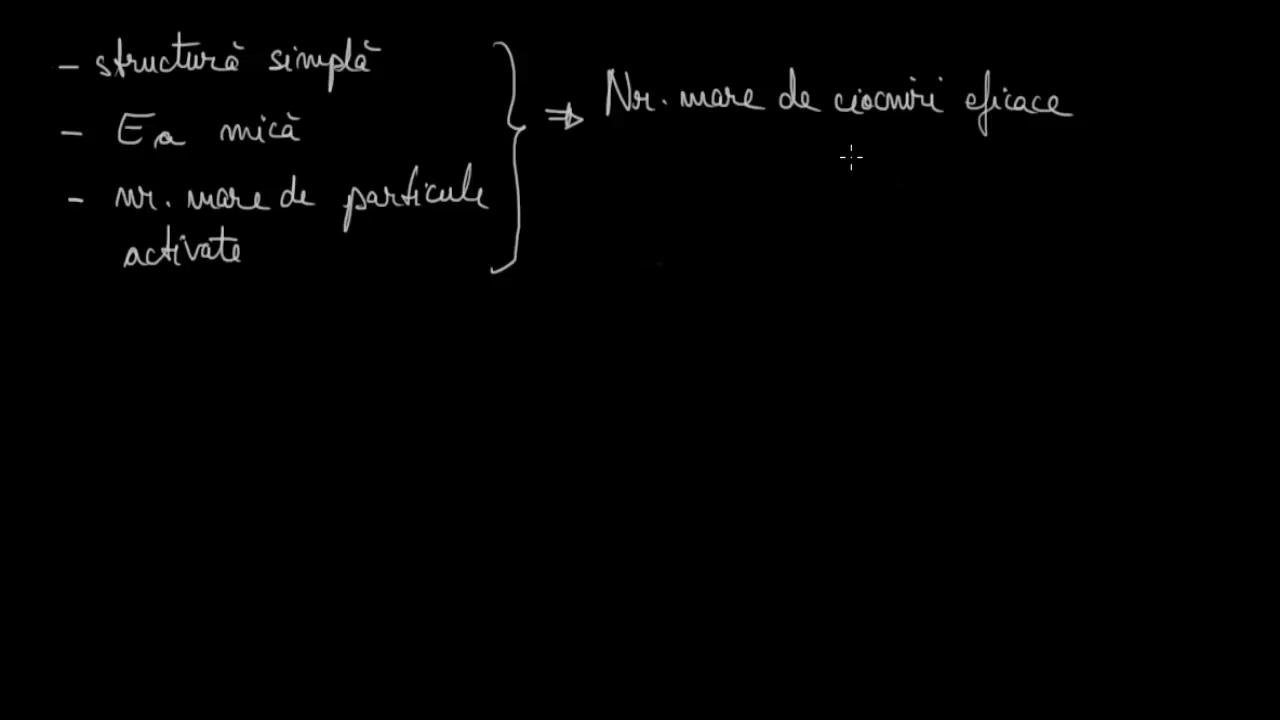 - structură simplă
- Ea mică
- nr. mare de particule
activate
⇒ Nr. mare de ciocniri eficace